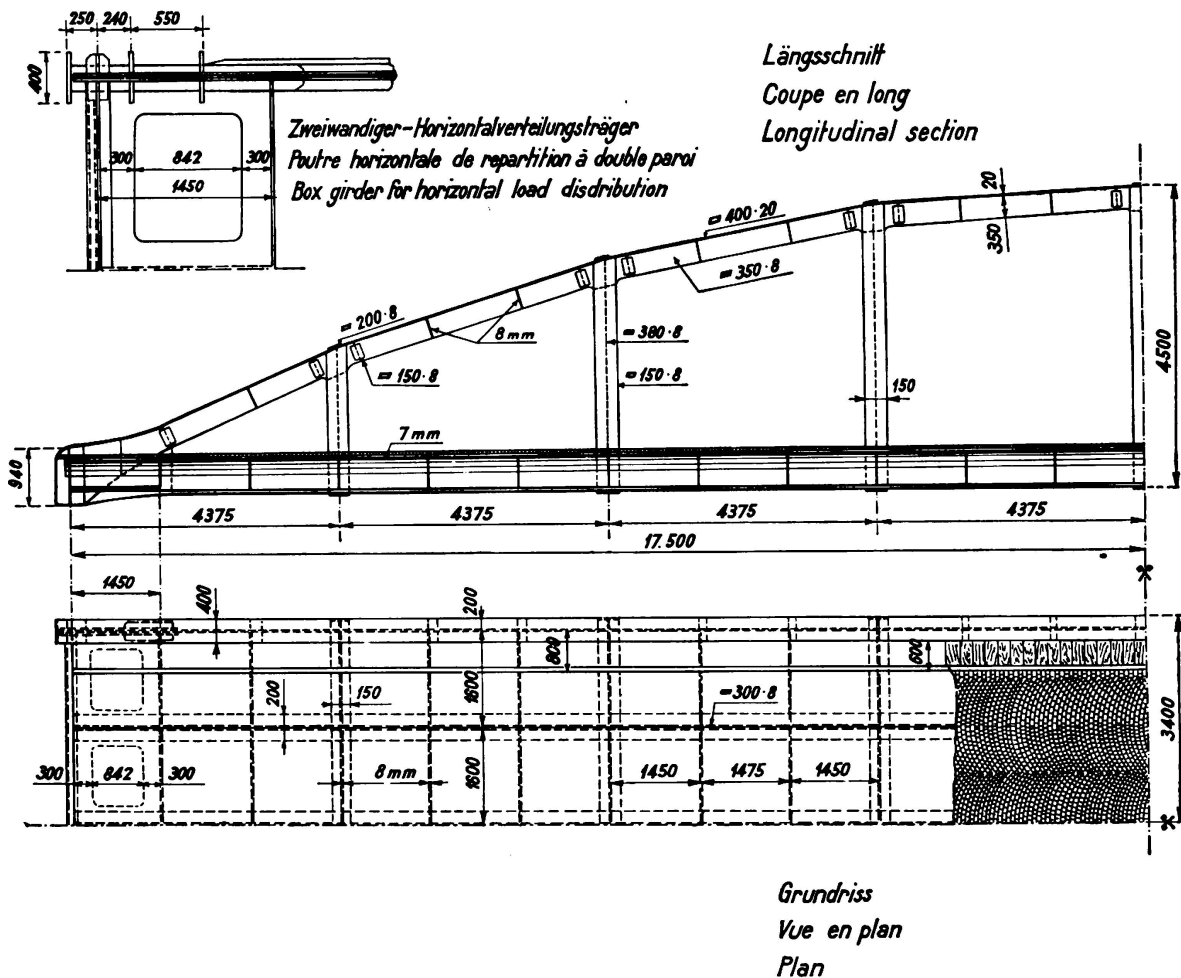 250 240 550
400
Längsschnitt
Coupe en long
Longitudinal section
Zweiwandiger-Horizontalverteilungsträger
Poutre horizontale de repartition à double paroi
Box girder for horizontal load disdribution
300 842 300
1450
20
350
= 400·20
= 350·8
= 200·8
8 mm
= 380·8
= 150·8
= 150·8
150
4500
7 mm
940
4375 4375 4375 4375
17.500
1450
400
200
800
600
1600
200
150
= 300·8
3400
300 842 300
8 mm
1600
1450 1475 1450
Grundriss
Vue en plan
Plan